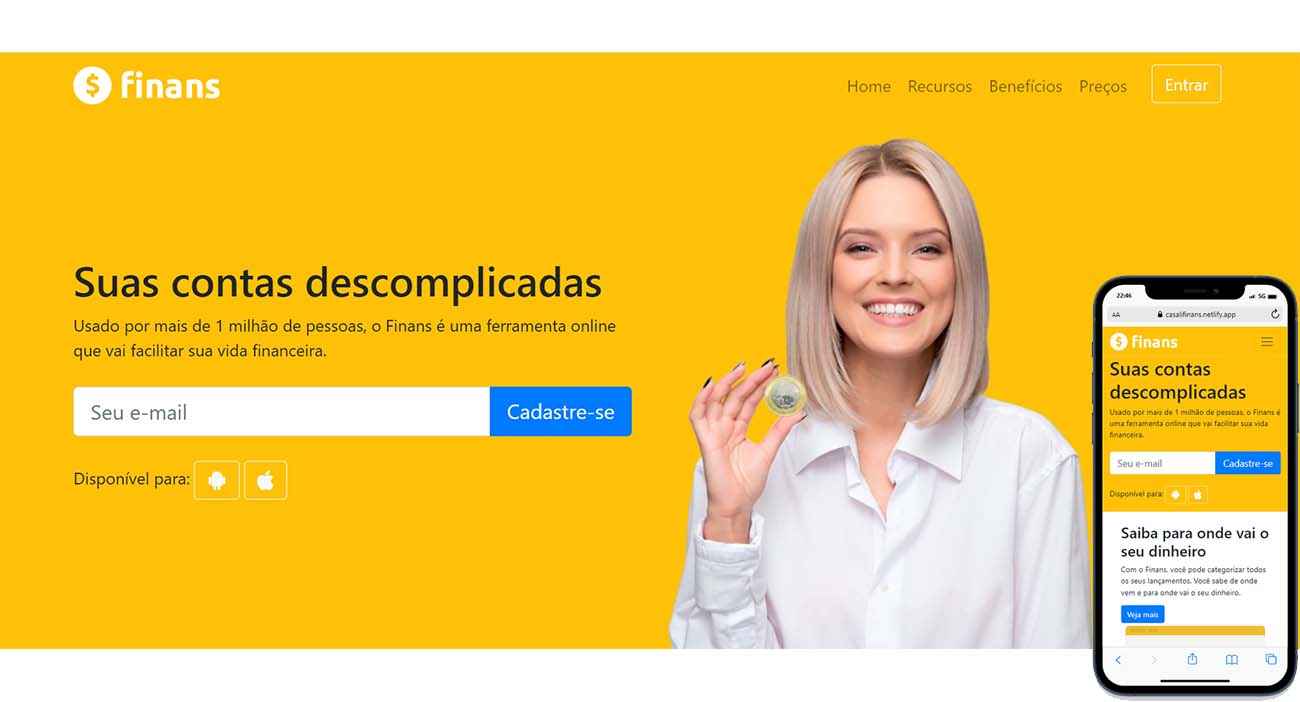 finans
Home Recursos Benefícios Preços Entrar
Suas contas descomplicadas
Usado por mais de 1 milhão de pessoas, o Finans é uma ferramenta online
que vai facilitar sua vida financeira.
Seu e-mail Cadastre-se
Disponível para:
22:46 5G
AA casalifinans.netlify.app
finans
Suas contas
descomplicadas
Usado por mais de 1 milhão de pessoas, o Finans é
uma ferramenta online que vai facilitar sua vida
financeira.
Seu e-mail Cadastre-se
Disponível para:
Saiba para onde vai o
seu dinheiro
Com o Finans, você pode categorizar todos
os seus lançamentos. Você sabe de onde
vem e para onde vai o seu dinheiro.
Veja mais